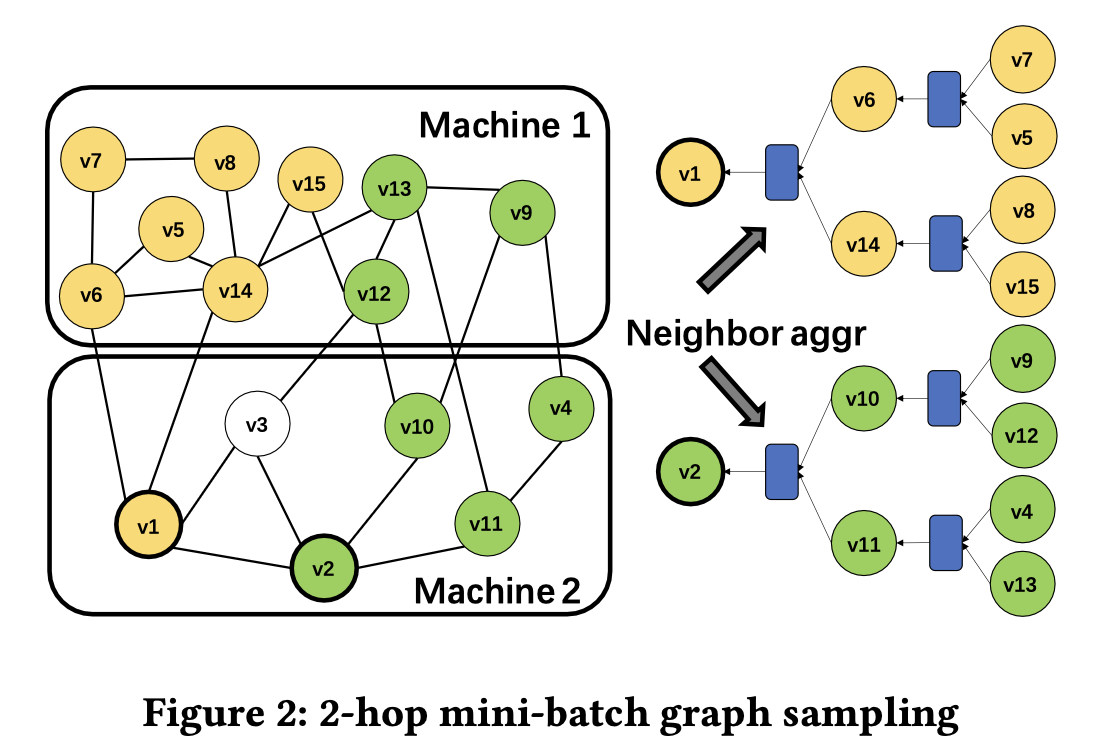 Machine 1
v7
v8
v15
v13
v9
v5
v6
v14
v12
v3
v10
v4
v1
v11
v2
Machine 2
Neighbor aggr
v1
v6
v7
v5
v14
v8
v15
v2
v10
v9
v12
v11
v4
v13
Figure 2: 2-hop mini-batch graph sampling